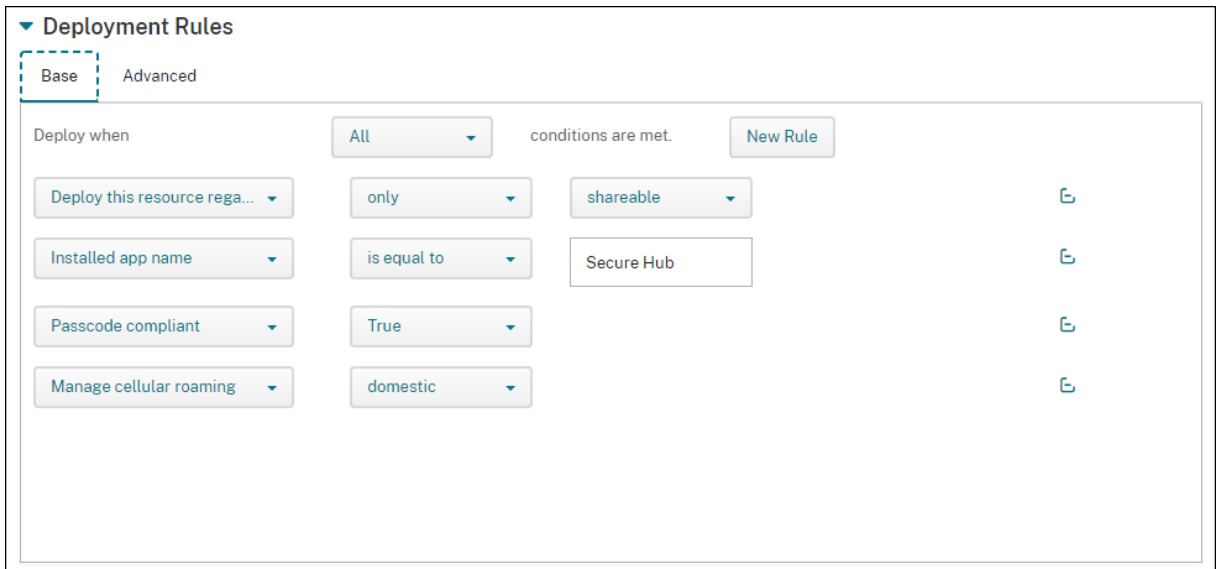 Deployment Rules
Base Advanced
Deploy when All conditions are met. New Rule
Deploy this resource rega... only shareable
Installed app name is equal to Secure Hub
Passcode compliant True
Manage cellular roaming domestic